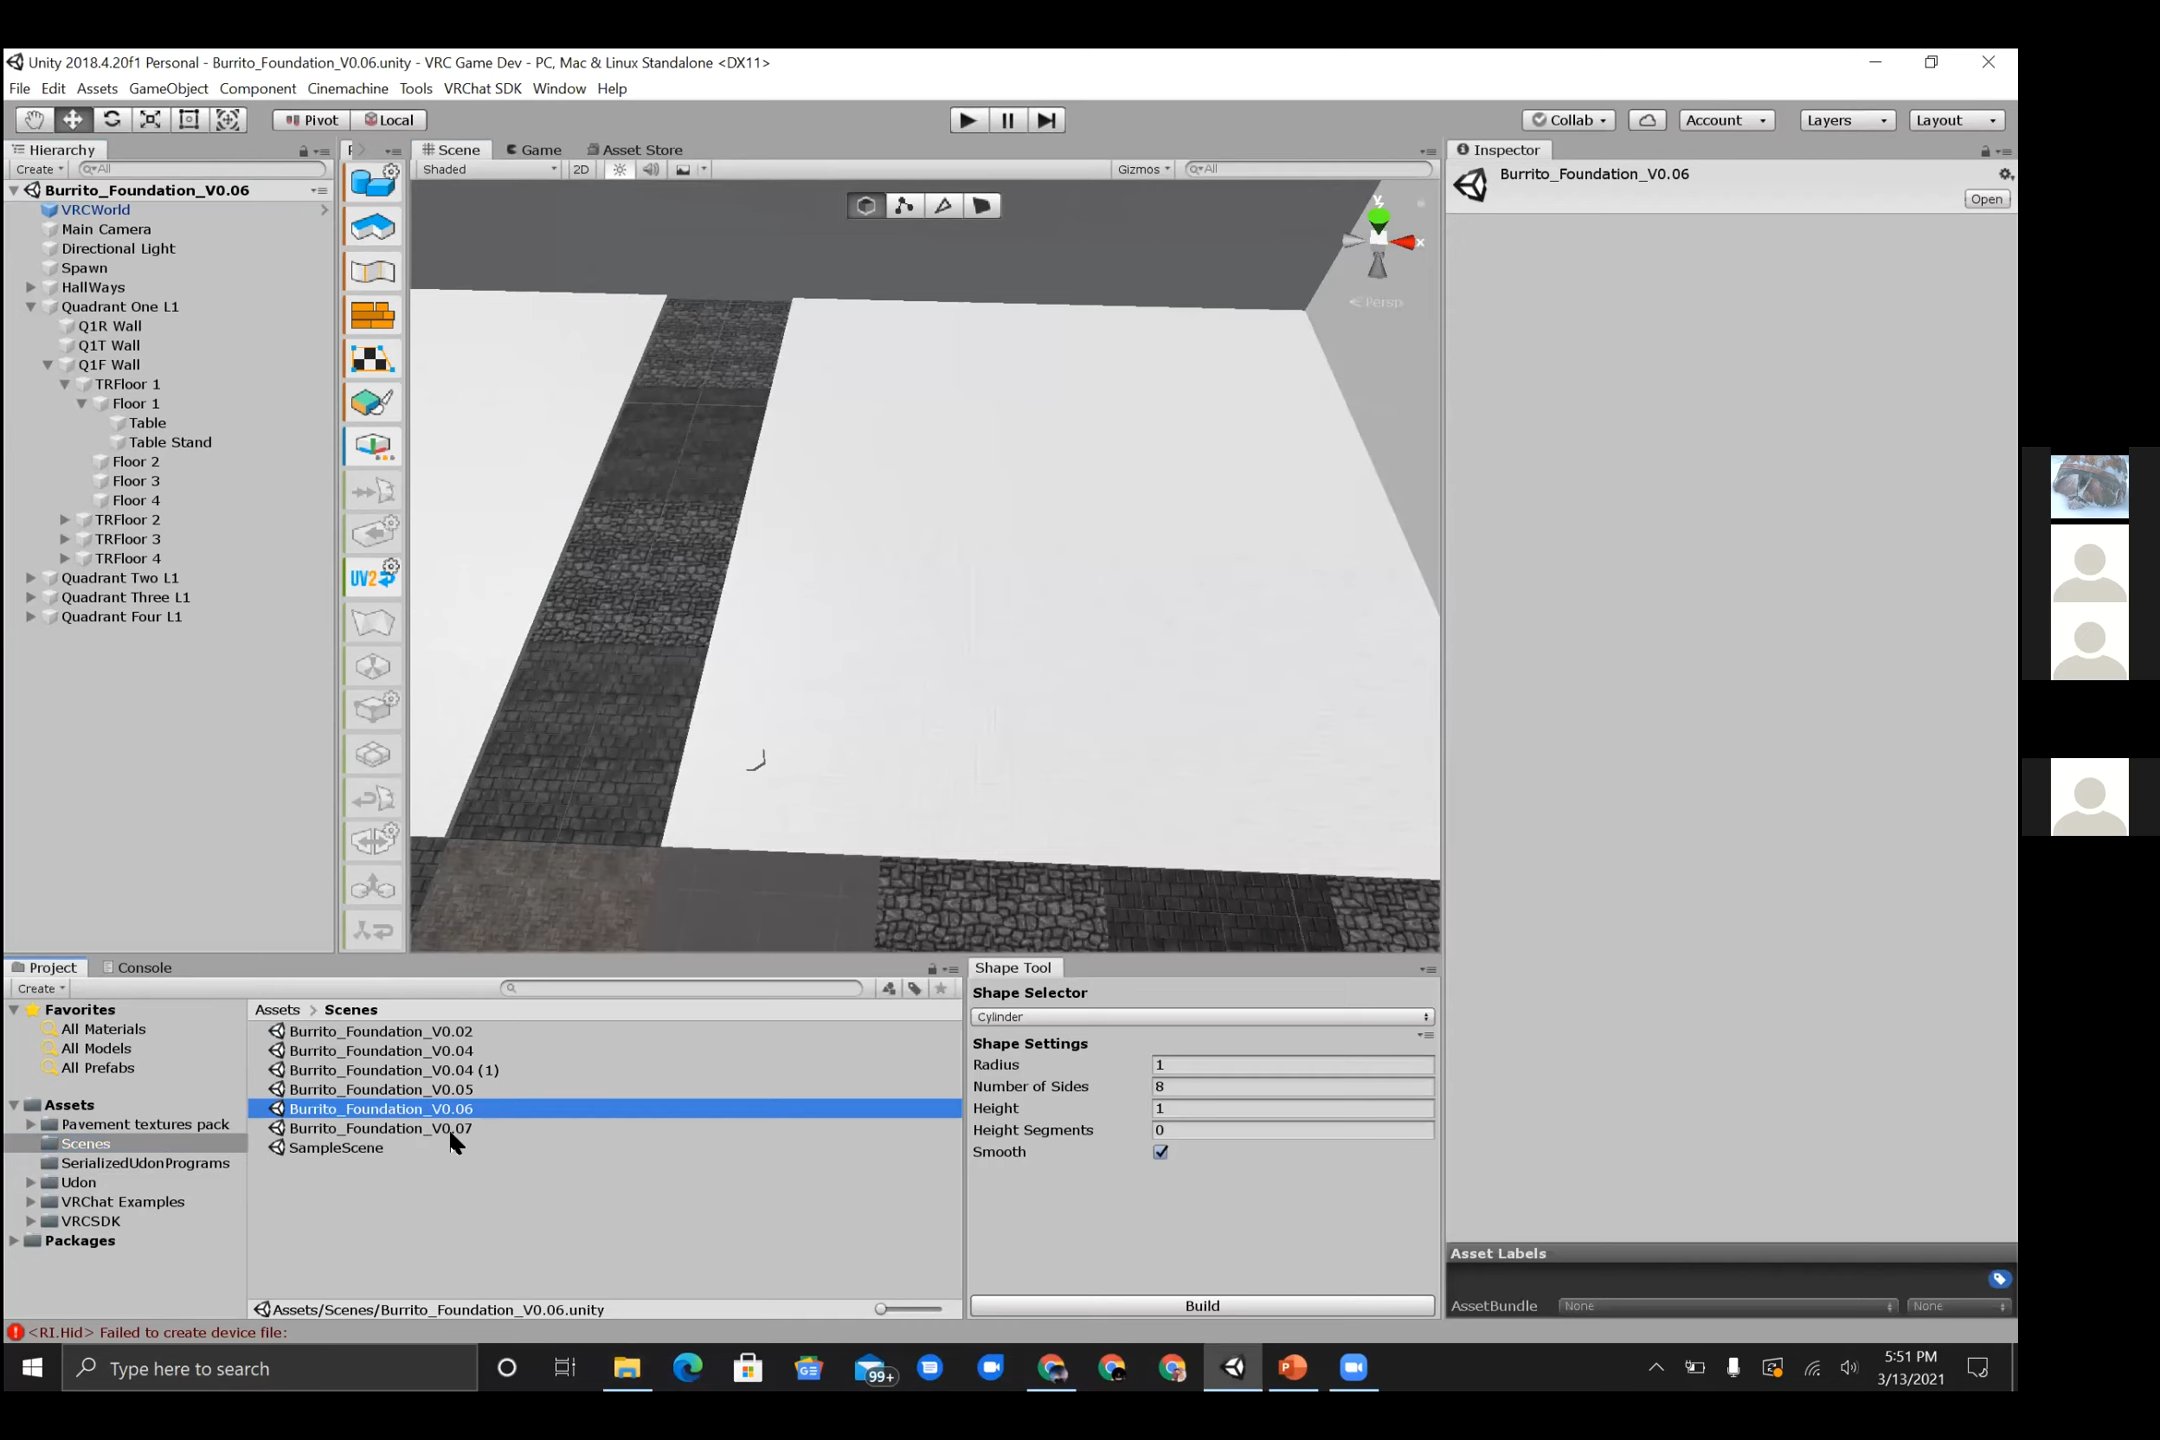 Unity 2018.4.20f1 Personal - Burrito_Foundation_V0.06.unity - VRC Game Dev - PC, Mac & Linux Standalone <DX11>
File Edit Assets GameObject Component Cinemachine Tools VRChat SDK Window Help
Pivot Local Collab Account Layers Layout
Hierarchy
Create All
Burrito_Foundation_V0.06
VRCWorld
Main Camera
Directional Light
Spawn
HallWays
Quadrant One L1
Q1R Wall
Q1T Wall
Q1F Wall
TRFloor 1
Floor 1
Table
Table Stand
Floor 2
Floor 3
Floor 4
TRFloor 2
TRFloor 3
TRFloor 4
Quadrant Two L1
Quadrant Three L1
Quadrant Four L1
UV2
Scene Game Asset Store
Shaded 2D Gizmos All
y
x
Persp
Inspector
Burrito_Foundation_V0.06
Open
Project Console
Create
Favorites
All Materials
All Models
All Prefabs
Assets
Pavement textures pack
Scenes
SerializedUdonPrograms
Udon
VRChat Examples
VRCSDK
Packages
Assets > Scenes
Burrito_Foundation_V0.02
Burrito_Foundation_V0.04
Burrito_Foundation_V0.04 (1)
Burrito_Foundation_V0.05
Burrito_Foundation_V0.06
Burrito_Foundation_V0.07
SampleScene
Assets/Scenes/Burrito_Foundation_V0.06.unity
Shape Tool
Shape Selector
Cylinder
Shape Settings
Radius 1
Number of Sides 8
Height 1
Height Segments 0
Smooth
Build
Asset Labels
AssetBundle None None
<RI.Hid> Failed to create device file:
Type here to search
GE
99+
5:51 PM
3/13/2021